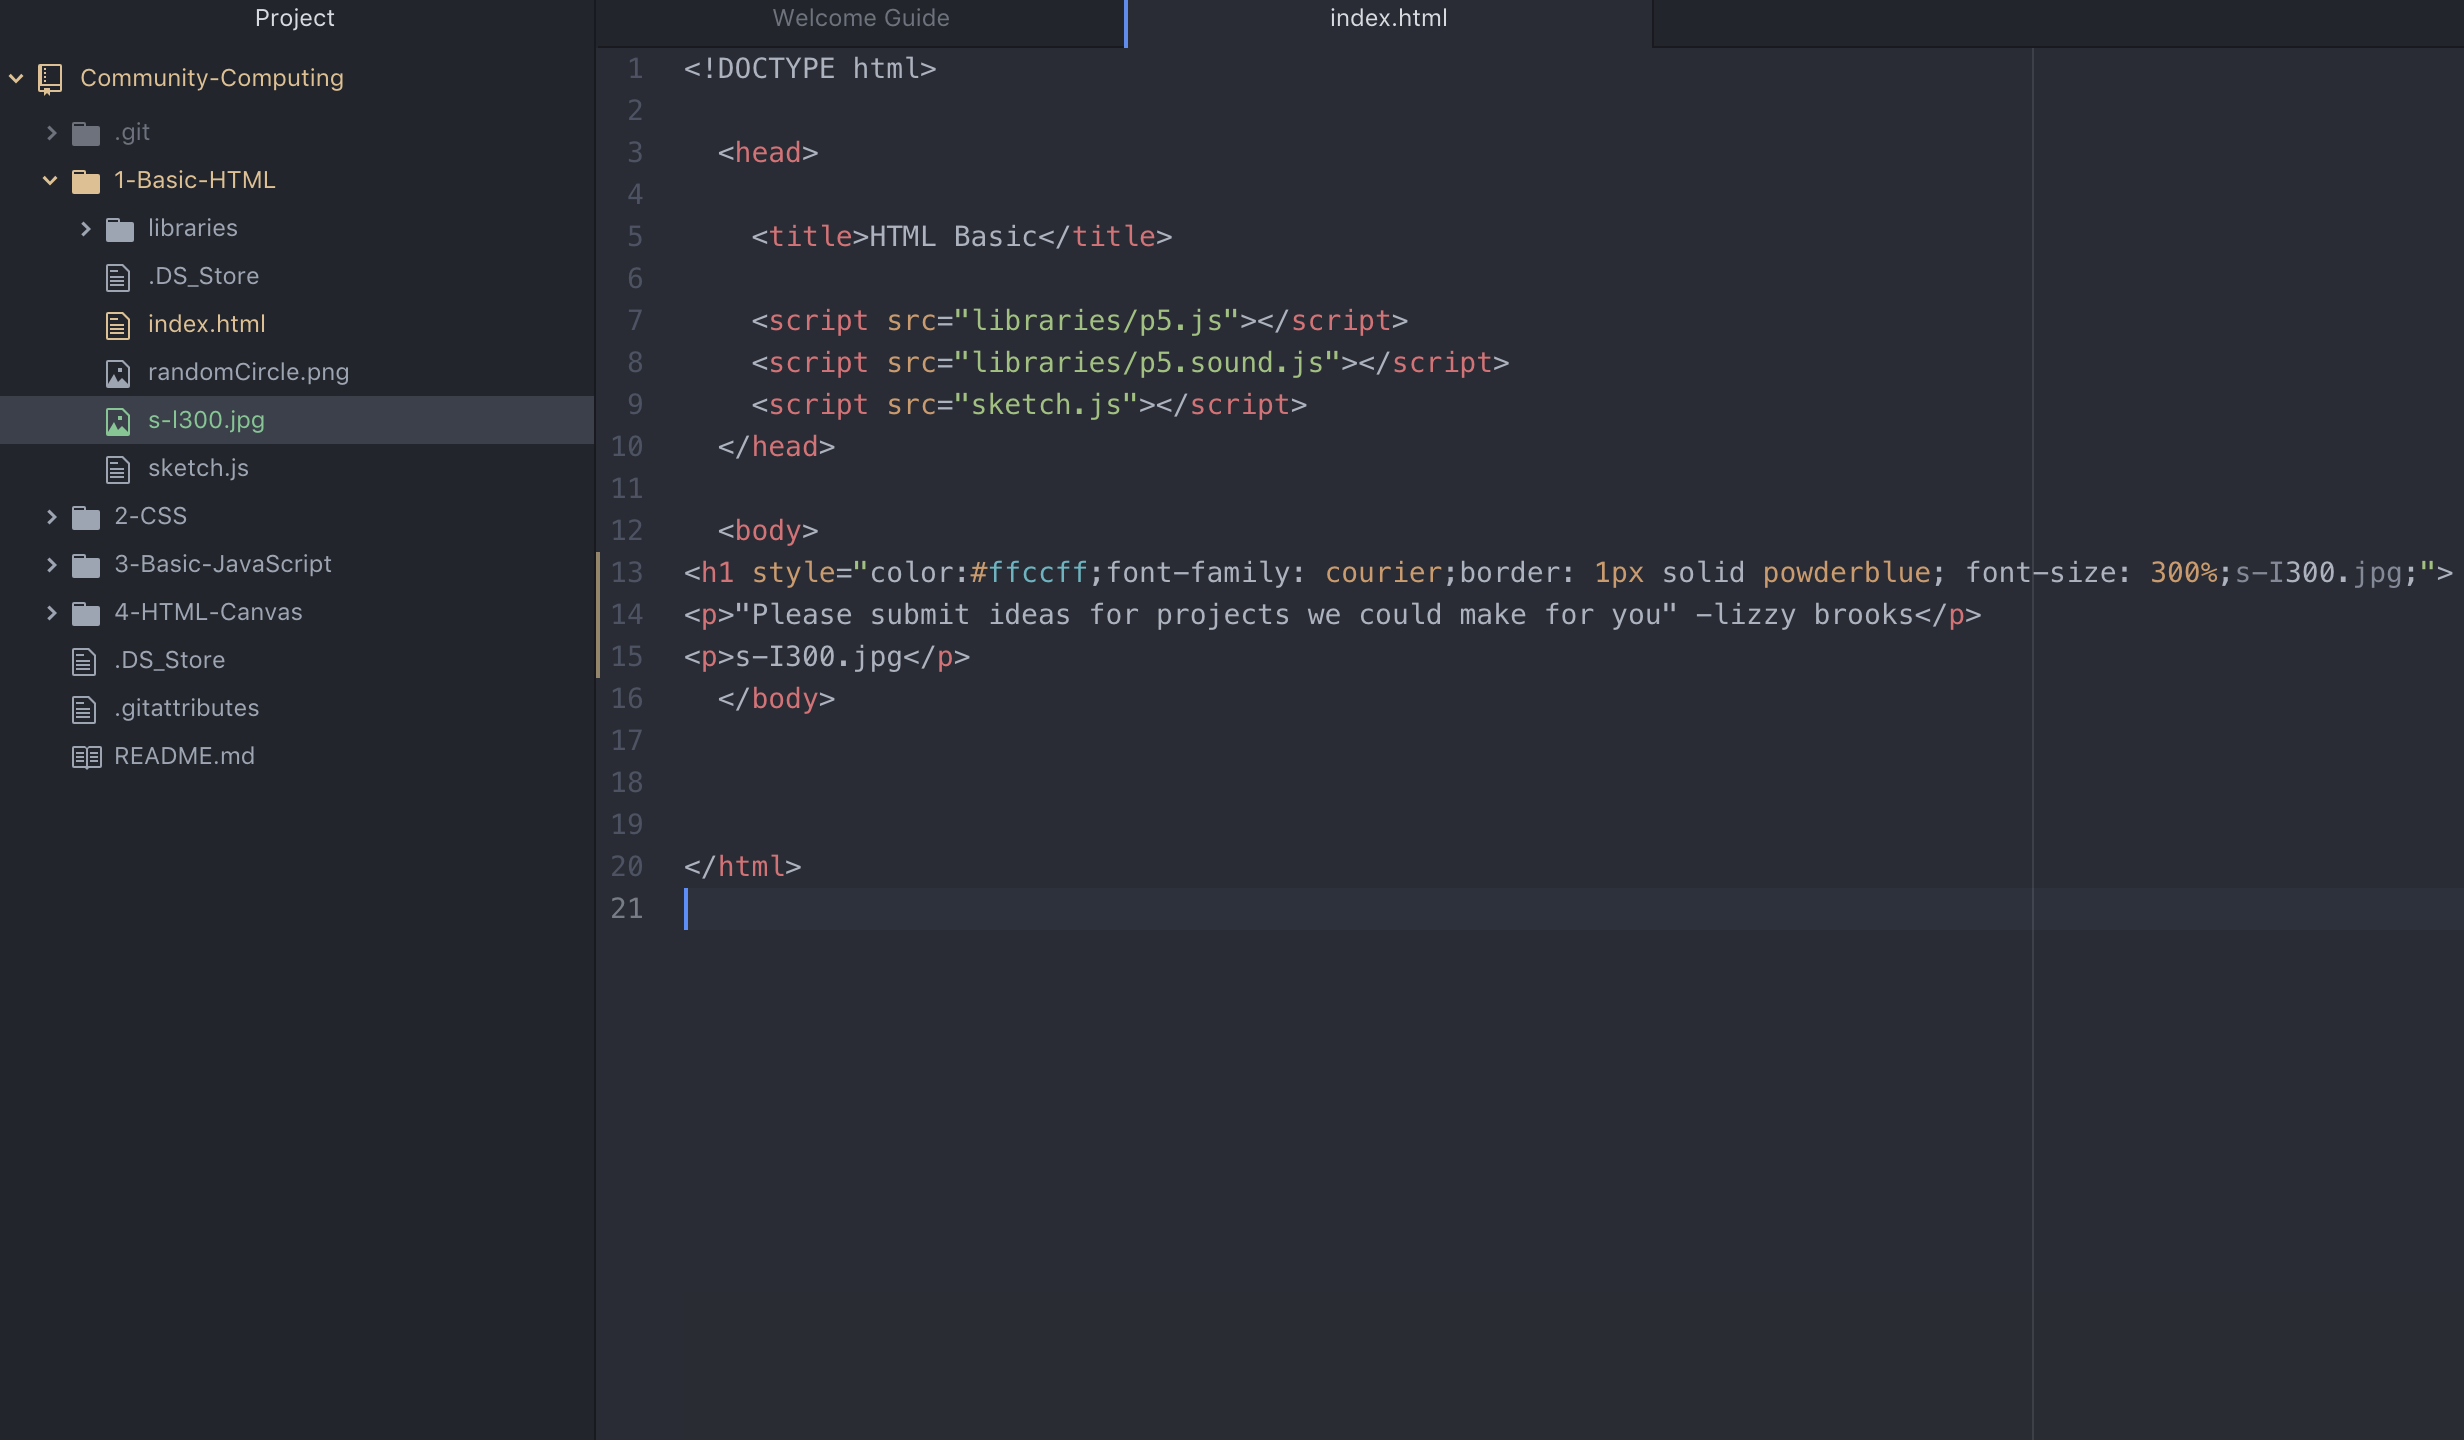 Project
Community-Computing
.git
1-Basic-HTML
libraries
.DS_Store
index.html
randomCircle.png
s-l300.jpg
sketch.js
2-CSS
3-Basic-JavaScript
4-HTML-Canvas
.DS_Store
.gitattributes
README.md
Welcome Guide
index.html
1 <!DOCTYPE html>
2
3 <head>
4
5 <title>HTML Basic</title>
6
7 <script src="libraries/p5.js"></script>
8 <script src="libraries/p5.sound.js"></script>
9 <script src="sketch.js"></script>
10 </head>
11
12 <body>
13 <h1 style="color:#ffccff;font-family: courier;border: 1px solid powderblue; font-size: 300%;s-I300.jpg;">
14 <p>"Please submit ideas for projects we could make for you" -lizzy brooks</p>
15 <p>s-I300.jpg</p>
16 </body>
17
18
19
20 </html>
21